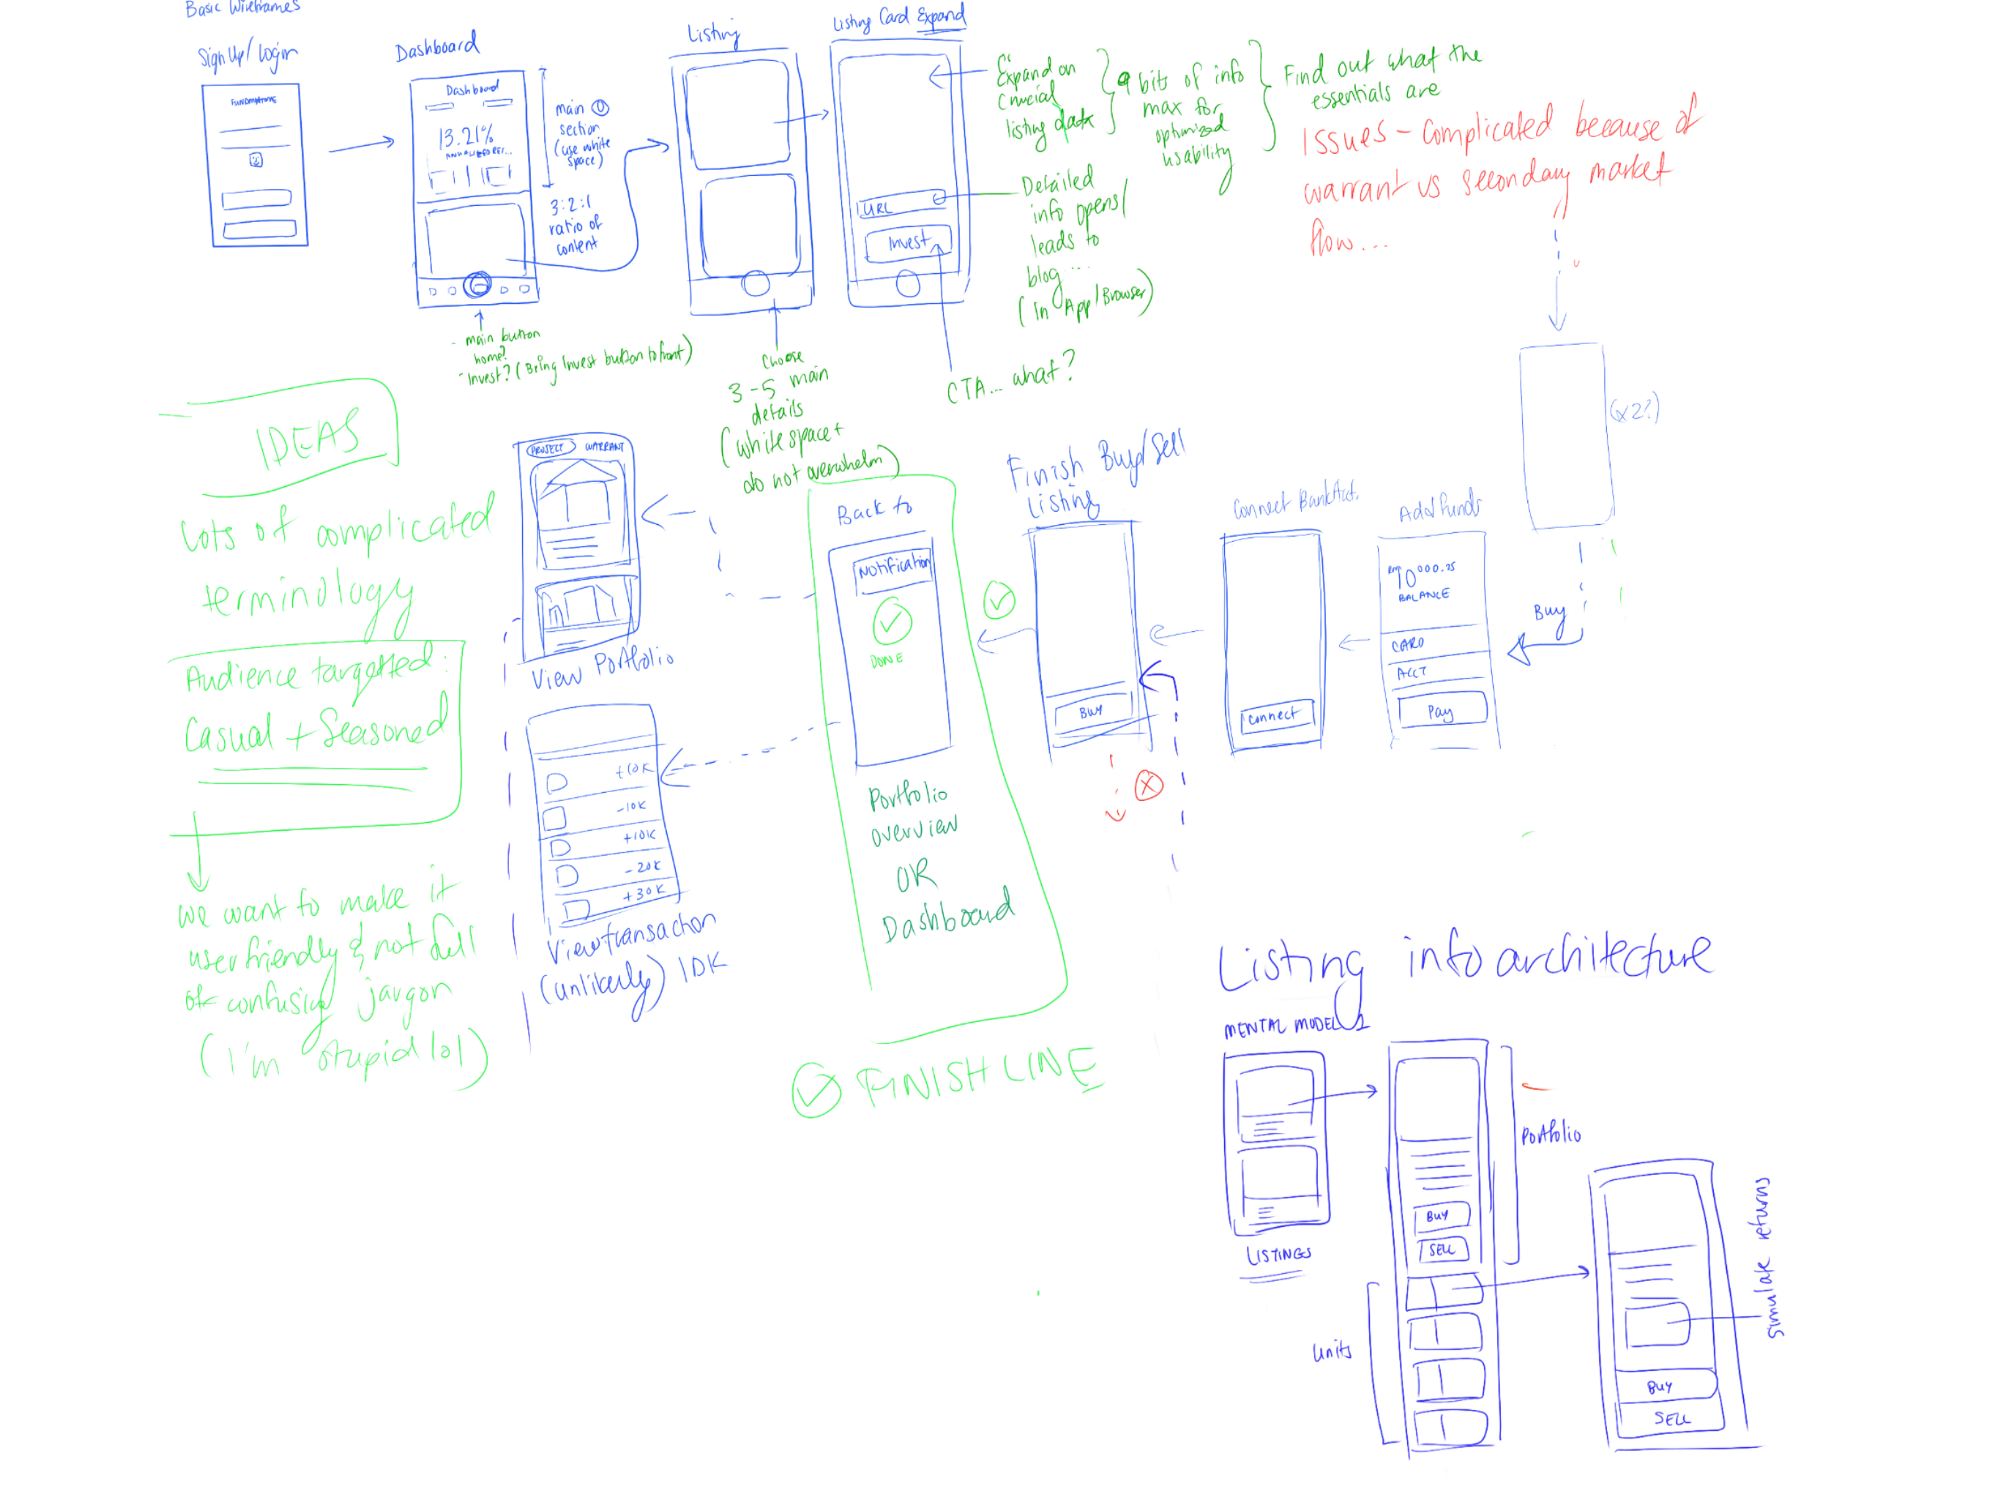 Basic Wireframes
Sign Up/Login
Dashboard
Dashboard
13.21%
main ①
section
(use white
space)
3:2:1
ratio of
content
- main button
home?
- Invest? (Bring Invest button to front)
Listing
Choose
3-5 main
details
(white space +
do not overwhelm)
Listing Card Expand
URL
Invest
Expand on
crucial
listing data
9 bits of info
max for
optimized
usability
Find out what the
essentials are
Detailed
info opens/
leads to
blog ...
(in App/Browser)
CTA... what?
Issues - Complicated because of
warrant vs secondary market
flow...
(x2?)
Buy
Add Funds
10 000.25
BALANCE
CARD
ACCT
Pay
Connect Bank Acct.
Connect
Finish Buy/Sell
Listing
BUY
Back to
Notification
DONE
Portfolio
overview
OR
Dashboard
FINISH LINE
PROJECT
WARRANT
View Portfolio
+10K
-10K
+10K
-20K
+30K
View transaction
(unlikely) IDK
IDEAS
Lots of complicated
terminology
Audience targetted:
Casual + Seasoned
We want to make it
user friendly & not full
of confusing jargon
(I'm stupid lol)
Listing info architecture
MENTAL MODEL 1
LISTINGS
Portfolio
BUY
SELL
Units
Simulate returns
BUY
SELL